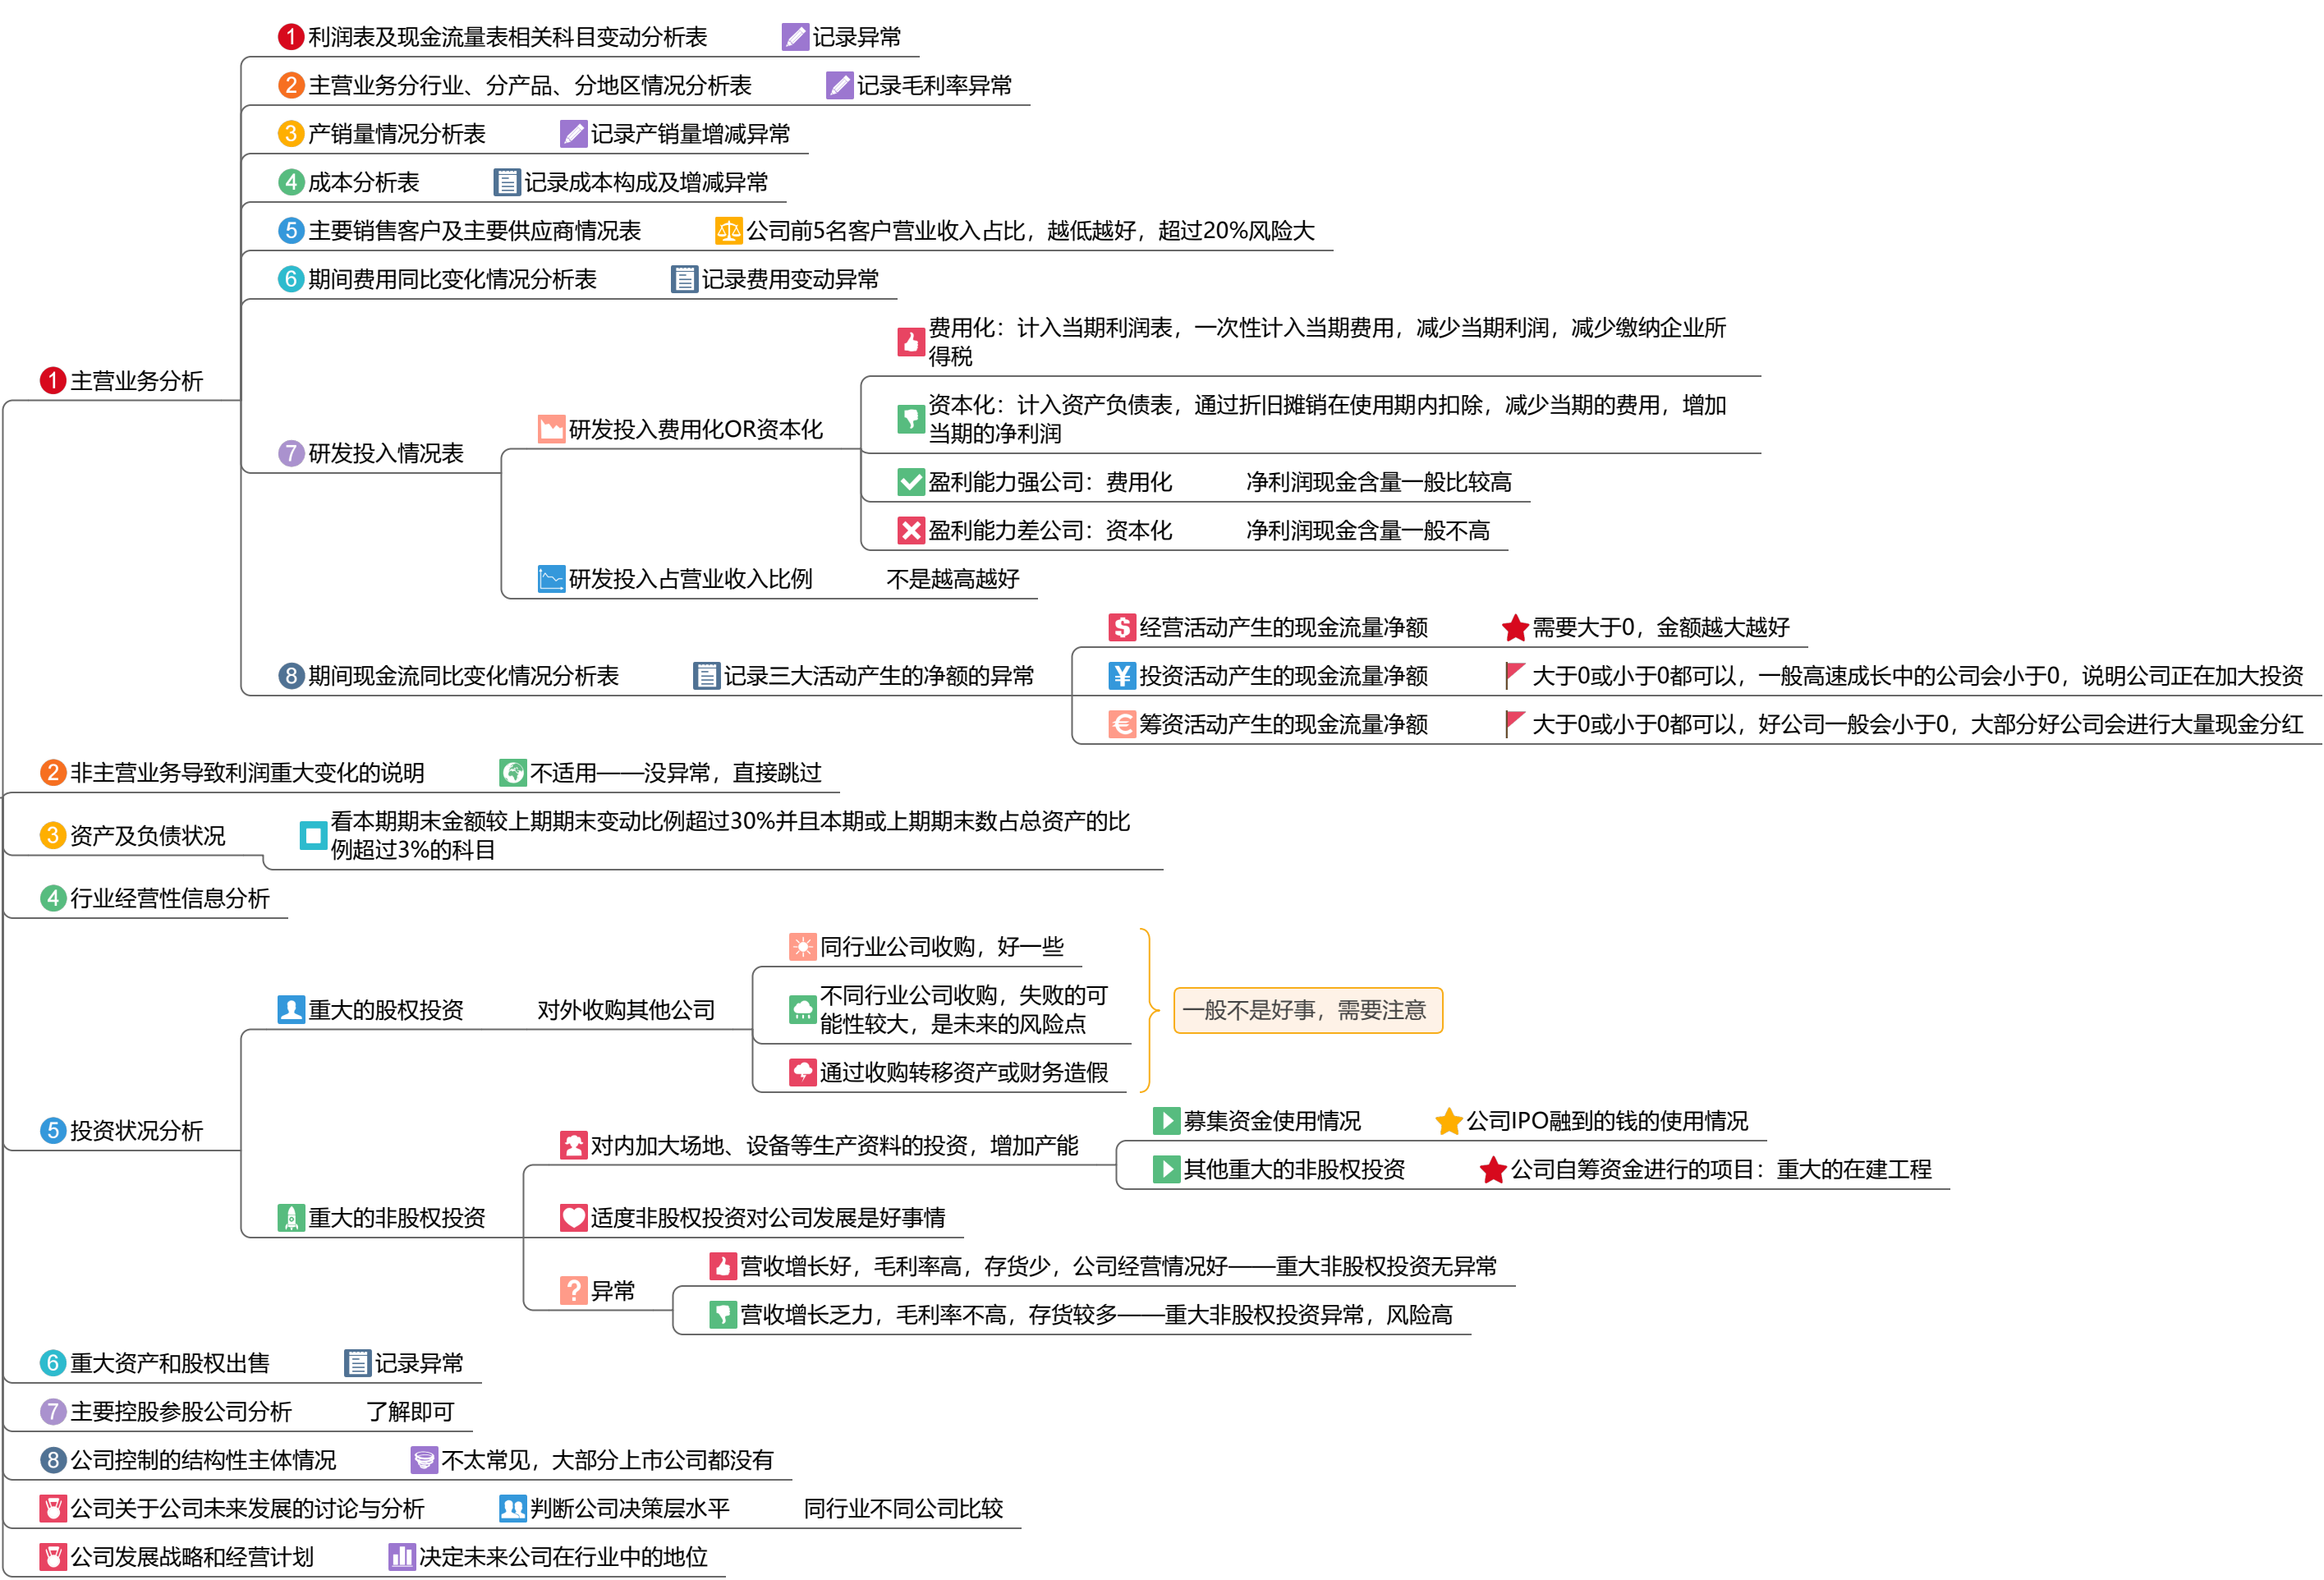 1 利润表及现金流量表相关科目变动分析表 记录异常
2 主营业务分行业、分产品、分地区情况分析表 记录毛利率异常
3 产销量情况分析表 记录产销量增减异常
4 成本分析表 记录成本构成及增减异常
5 主要销售客户及主要供应商情况表 公司前5名客户营业收入占比，越低越好，超过20%风险大
6 期间费用同比变化情况分析表 记录费用变动异常
费用化：计入当期利润表，一次性计入当期费用，减少当期利润，减少缴纳企业所
得税
1 主营业务分析
资本化：计入资产负债表，通过折旧摊销在使用期内扣除，减少当期的费用，增加
当期的净利润
研发投入费用化OR资本化
7 研发投入情况表
盈利能力强公司：费用化 净利润现金含量一般比较高
盈利能力差公司：资本化 净利润现金含量一般不高
研发投入占营业收入比例 不是越高越好
$ 经营活动产生的现金流量净额 需要大于0，金额越大越好
8 期间现金流同比变化情况分析表 记录三大活动产生的净额的异常 ¥ 投资活动产生的现金流量净额 大于0或小于0都可以，一般高速成长中的公司会小于0，说明公司正在加大投资
€ 筹资活动产生的现金流量净额 大于0或小于0都可以，好公司一般会小于0，大部分好公司会进行大量现金分红
2 非主营业务导致利润重大变化的说明 不适用——没异常，直接跳过
3 资产及负债状况
看本期期末金额较上期期末变动比例超过30%并且本期或上期期末数占总资产的比
例超过3%的科目
4 行业经营性信息分析
同行业公司收购，好一些
重大的股权投资 对外收购其他公司
不同行业公司收购，失败的可
能性较大，是未来的风险点
一般不是好事，需要注意
通过收购转移资产或财务造假
5 投资状况分析
募集资金使用情况 公司IPO融到的钱的使用情况
对内加大场地、设备等生产资料的投资，增加产能
其他重大的非股权投资 公司自筹资金进行的项目：重大的在建工程
重大的非股权投资 适度非股权投资对公司发展是好事情
营收增长好，毛利率高，存货少，公司经营情况好——重大非股权投资无异常
? 异常
营收增长乏力，毛利率不高，存货较多——重大非股权投资异常，风险高
6 重大资产和股权出售 记录异常
7 主要控股参股公司分析 了解即可
8 公司控制的结构性主体情况 不太常见，大部分上市公司都没有
公司关于公司未来发展的讨论与分析 判断公司决策层水平 同行业不同公司比较
公司发展战略和经营计划 决定未来公司在行业中的地位